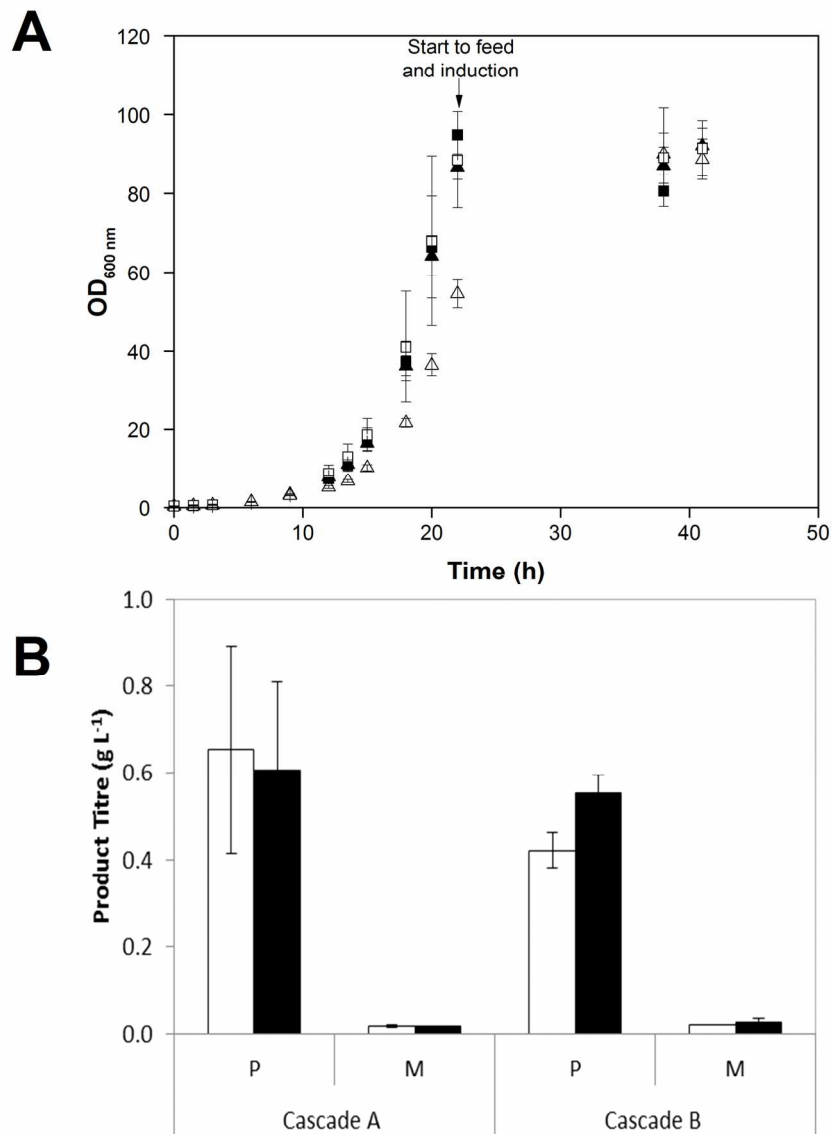 A
Start to feed
and induction
120
100
80
60
40
20
0
OD600 nm
0 10 20 30 40 50
Time (h)
B
1.0
0.8
0.6
0.4
0.2
0.0
Product Titre (g L-1)
P M P M
Cascade A Cascade B